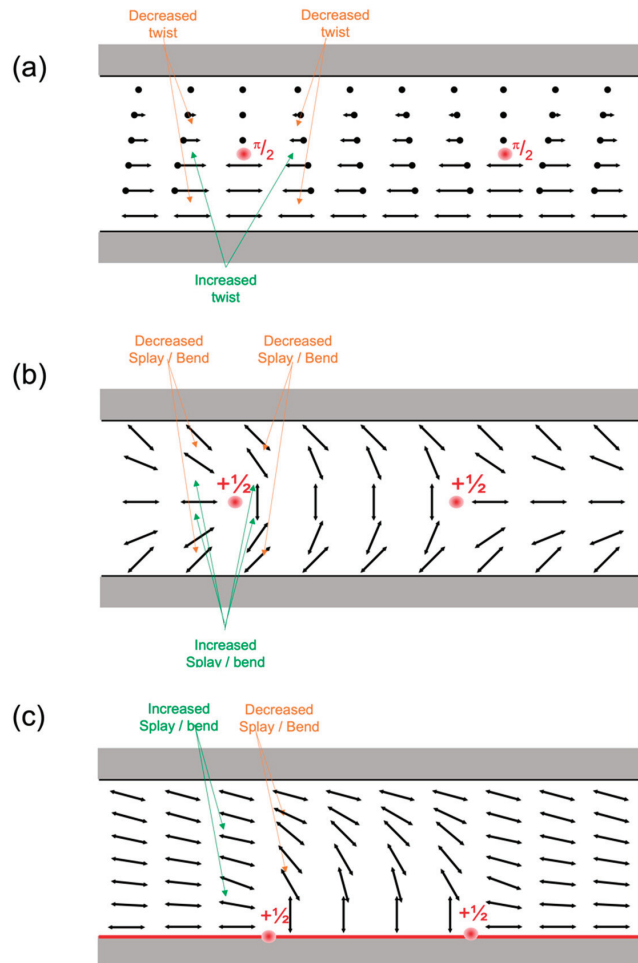 Decreased
twist
Decreased
twist
(a)
π/2
π/2
Increased
twist
(b)
Decreased
Splay / Bend
Decreased
Splay / Bend
+½
+½
Increased
Splay / bend
(c)
Increased
Splay / bend
Decreased
Splay / Bend
+½
+½